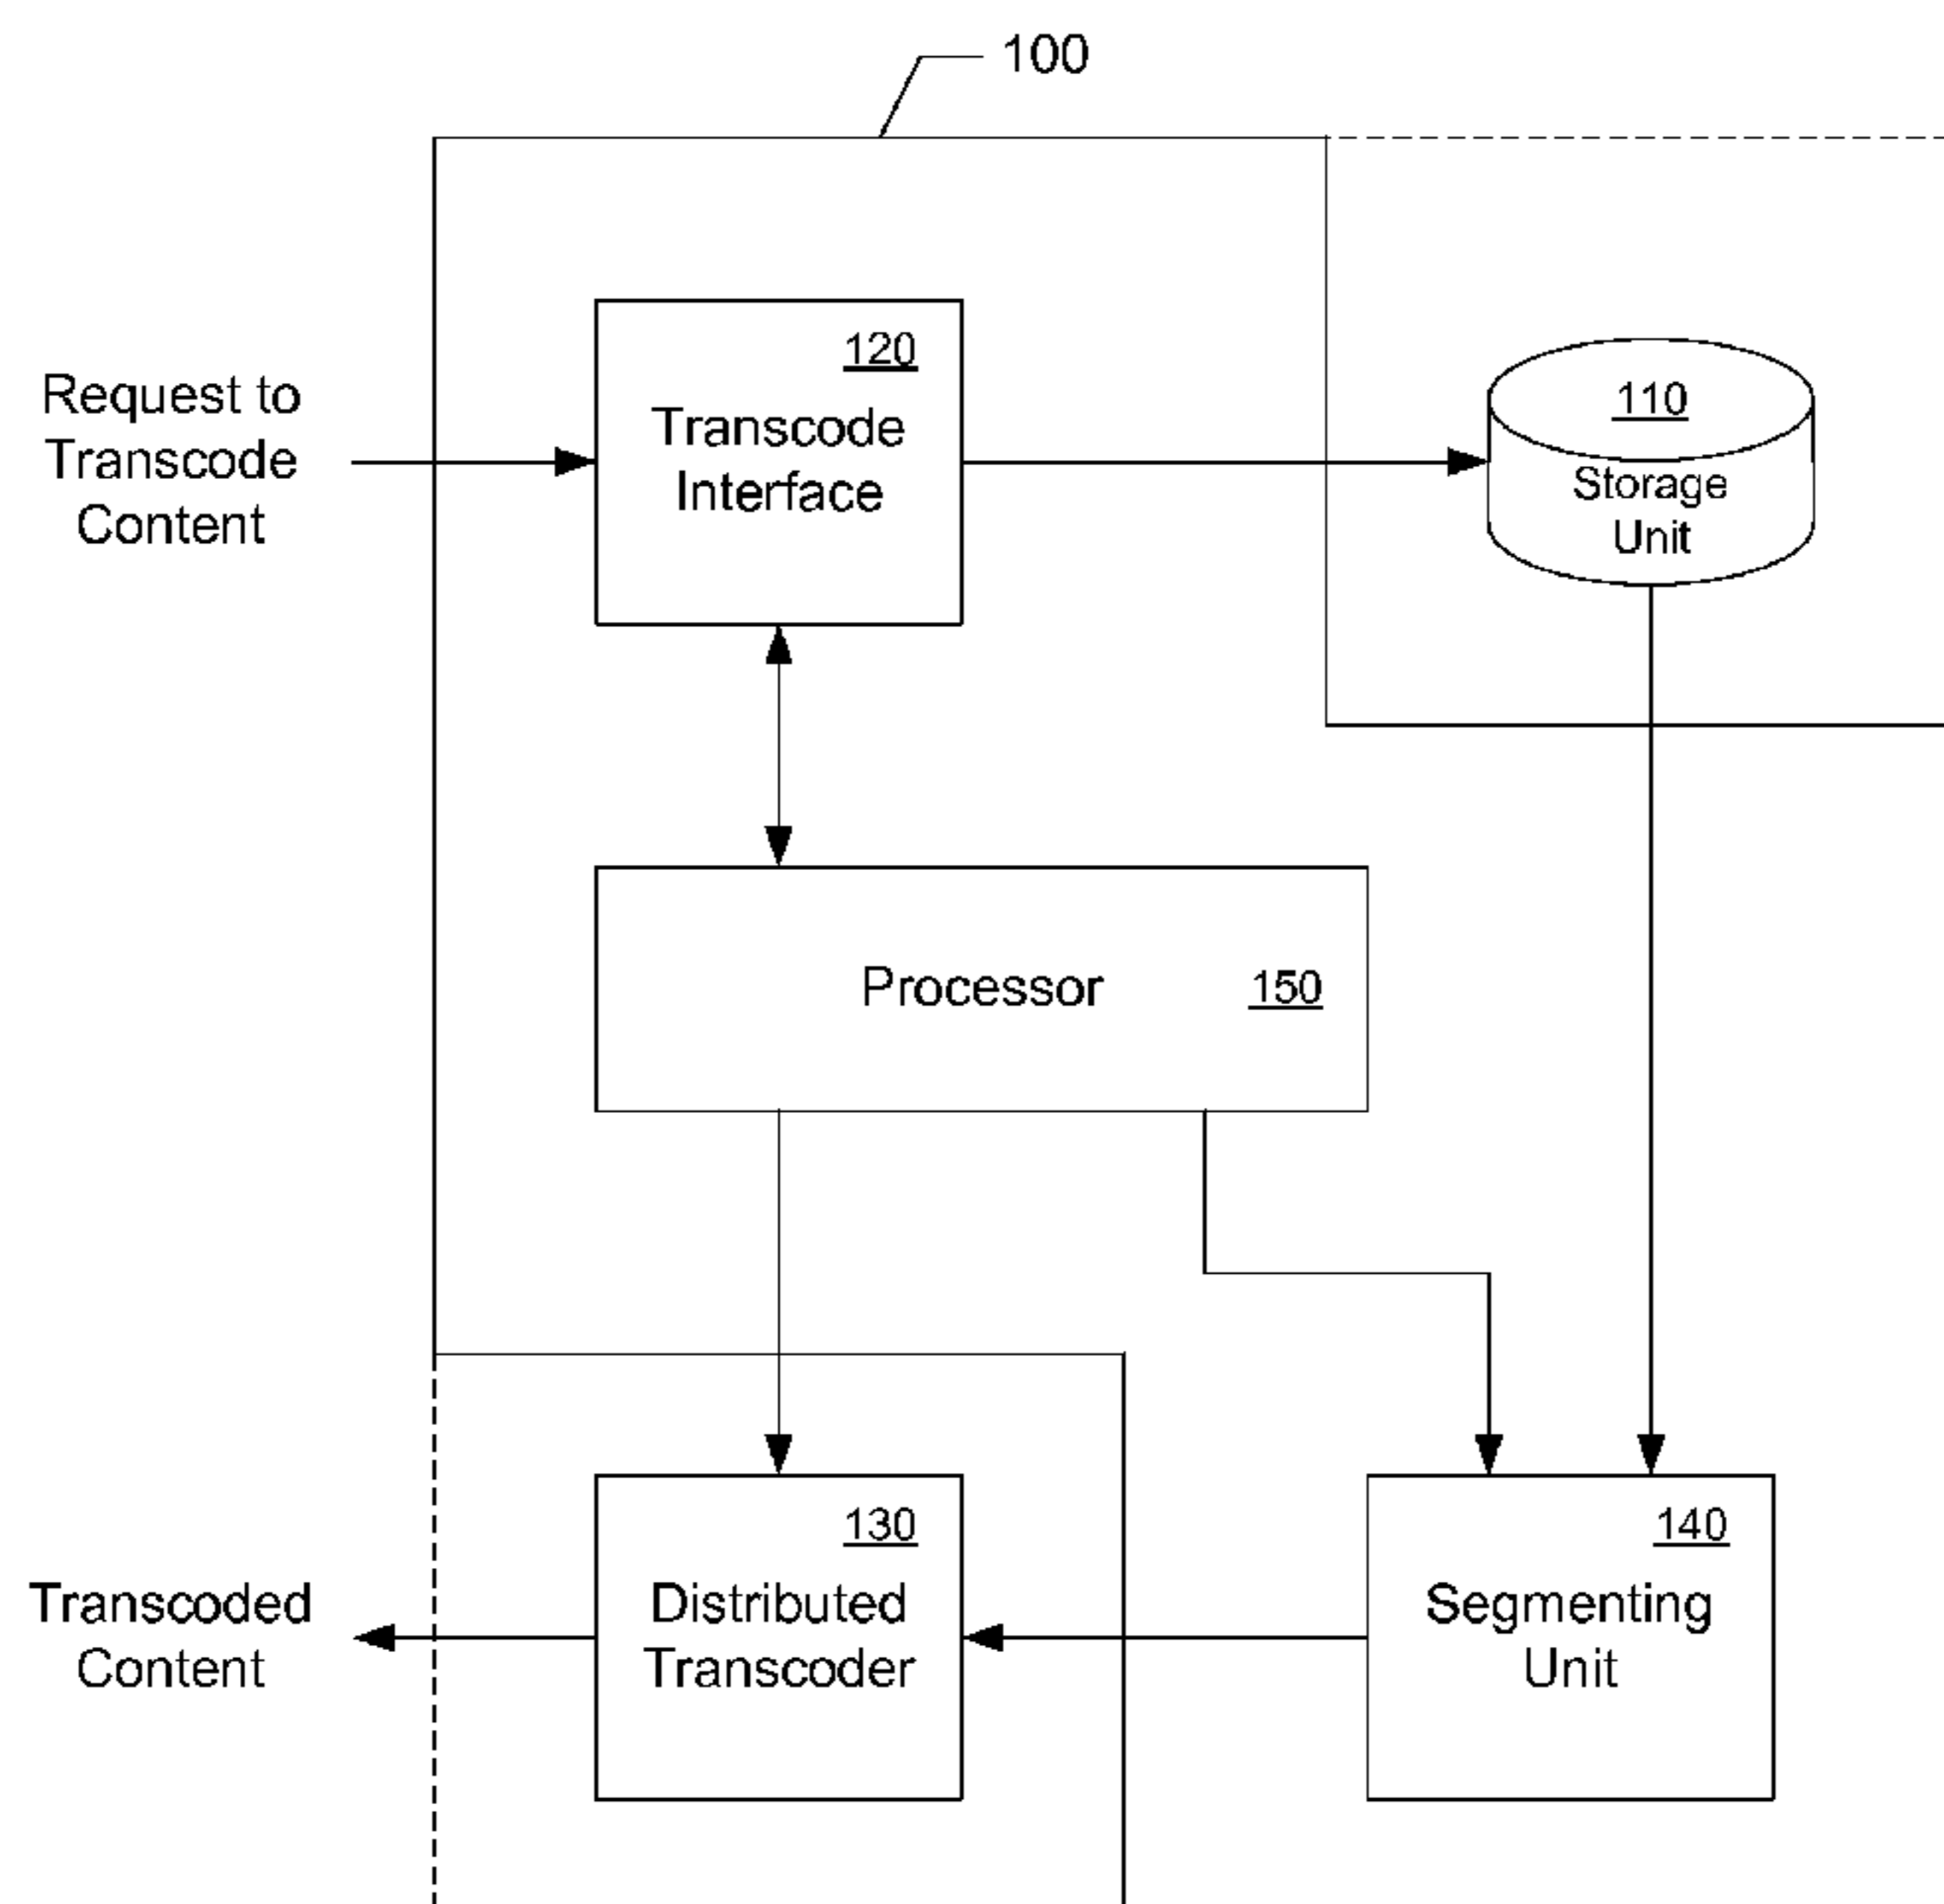 100
120
Request to
Transcode
Content
Transcode
Interface
110
Storage
Unit
Processor
150
130
Distributed
Transcoder
Transcoded
Content
140
Segmenting
Unit